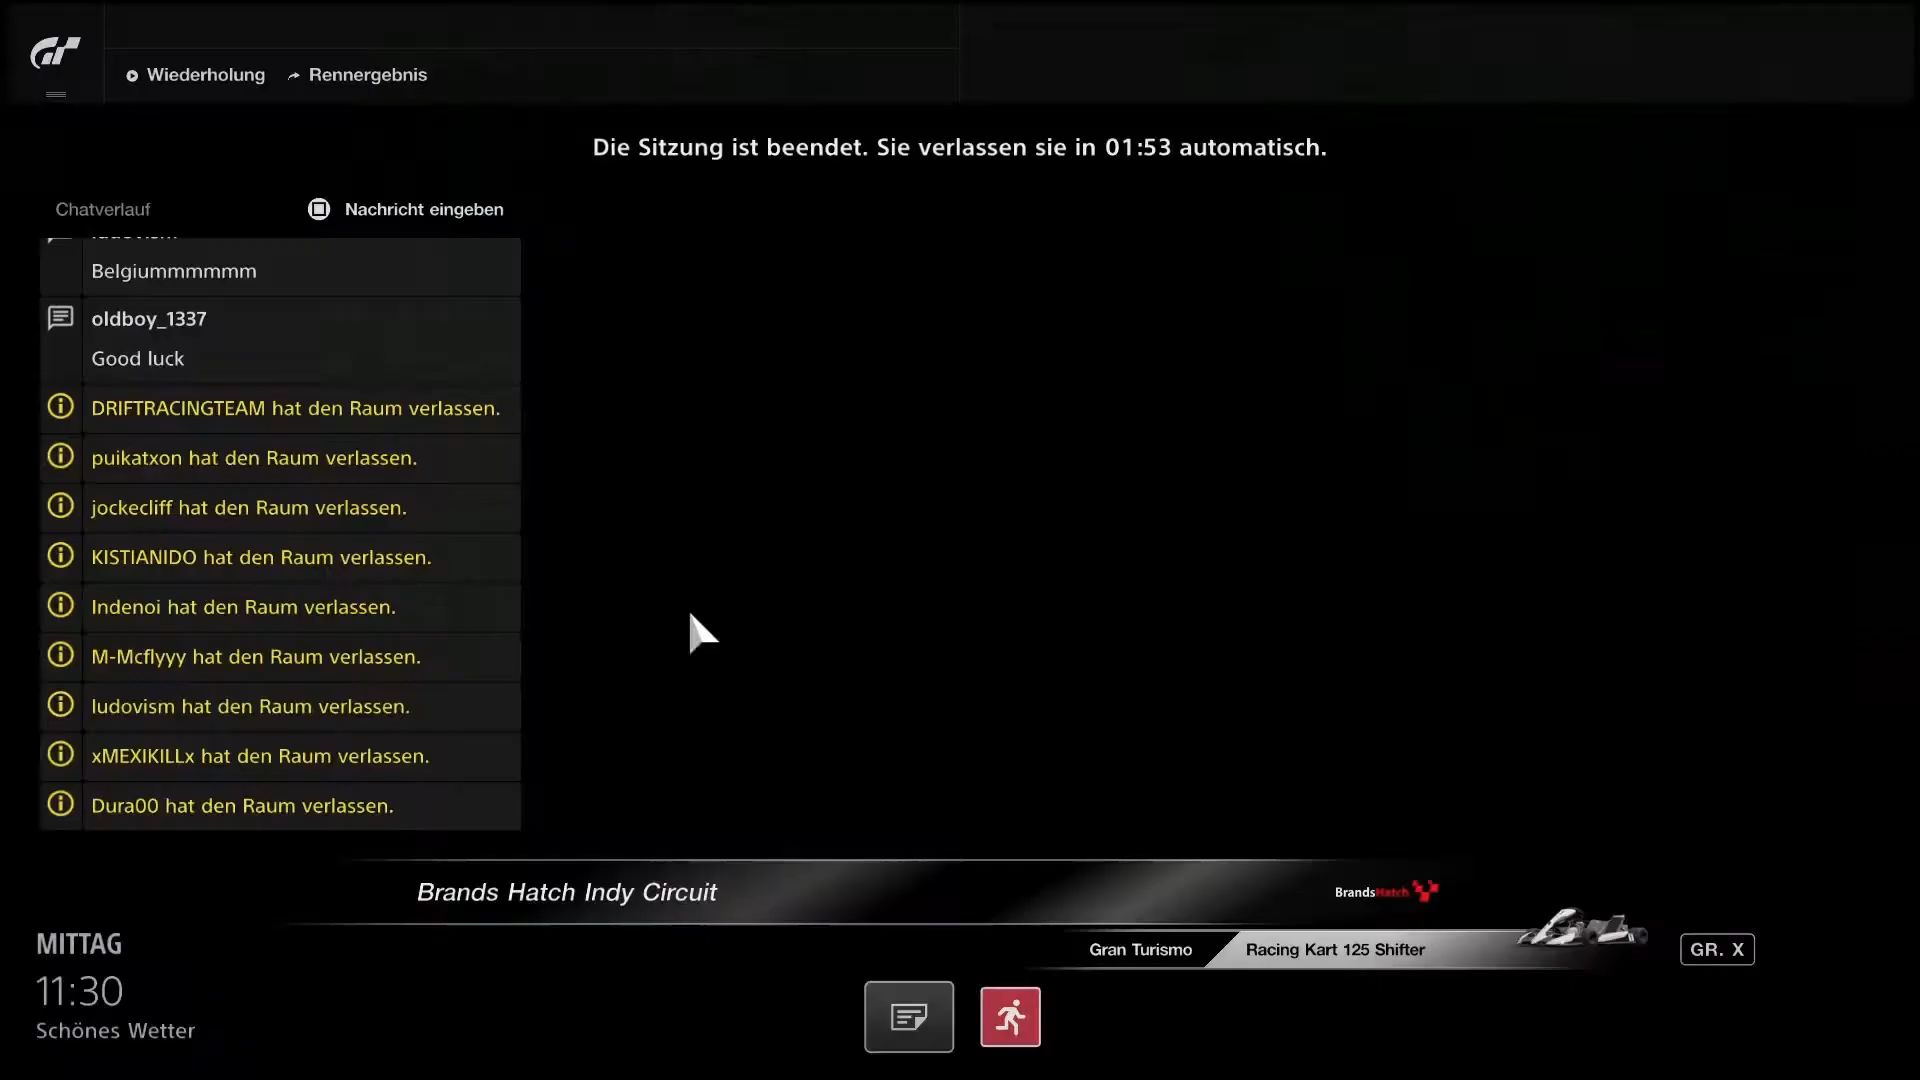 Wiederholung
Rennergebnis
Die Sitzung ist beendet. Sie verlassen sie in 01:53 automatisch.
Chatverlauf
Nachricht eingeben
Belgiummmmmm
oldboy_1337
Good luck
DRIFTRACINGTEAM hat den Raum verlassen.
puikatxon hat den Raum verlassen.
jockecliff hat den Raum verlassen.
KISTIANIDO hat den Raum verlassen.
Indenoi hat den Raum verlassen.
M-Mcflyyy hat den Raum verlassen.
ludovism hat den Raum verlassen.
xMEXIKILLx hat den Raum verlassen.
Dura00 hat den Raum verlassen.
Brands Hatch Indy Circuit
BrandsHatch
Gran Turismo
Racing Kart 125 Shifter
GR. X
MITTAG
11:30
Schönes Wetter